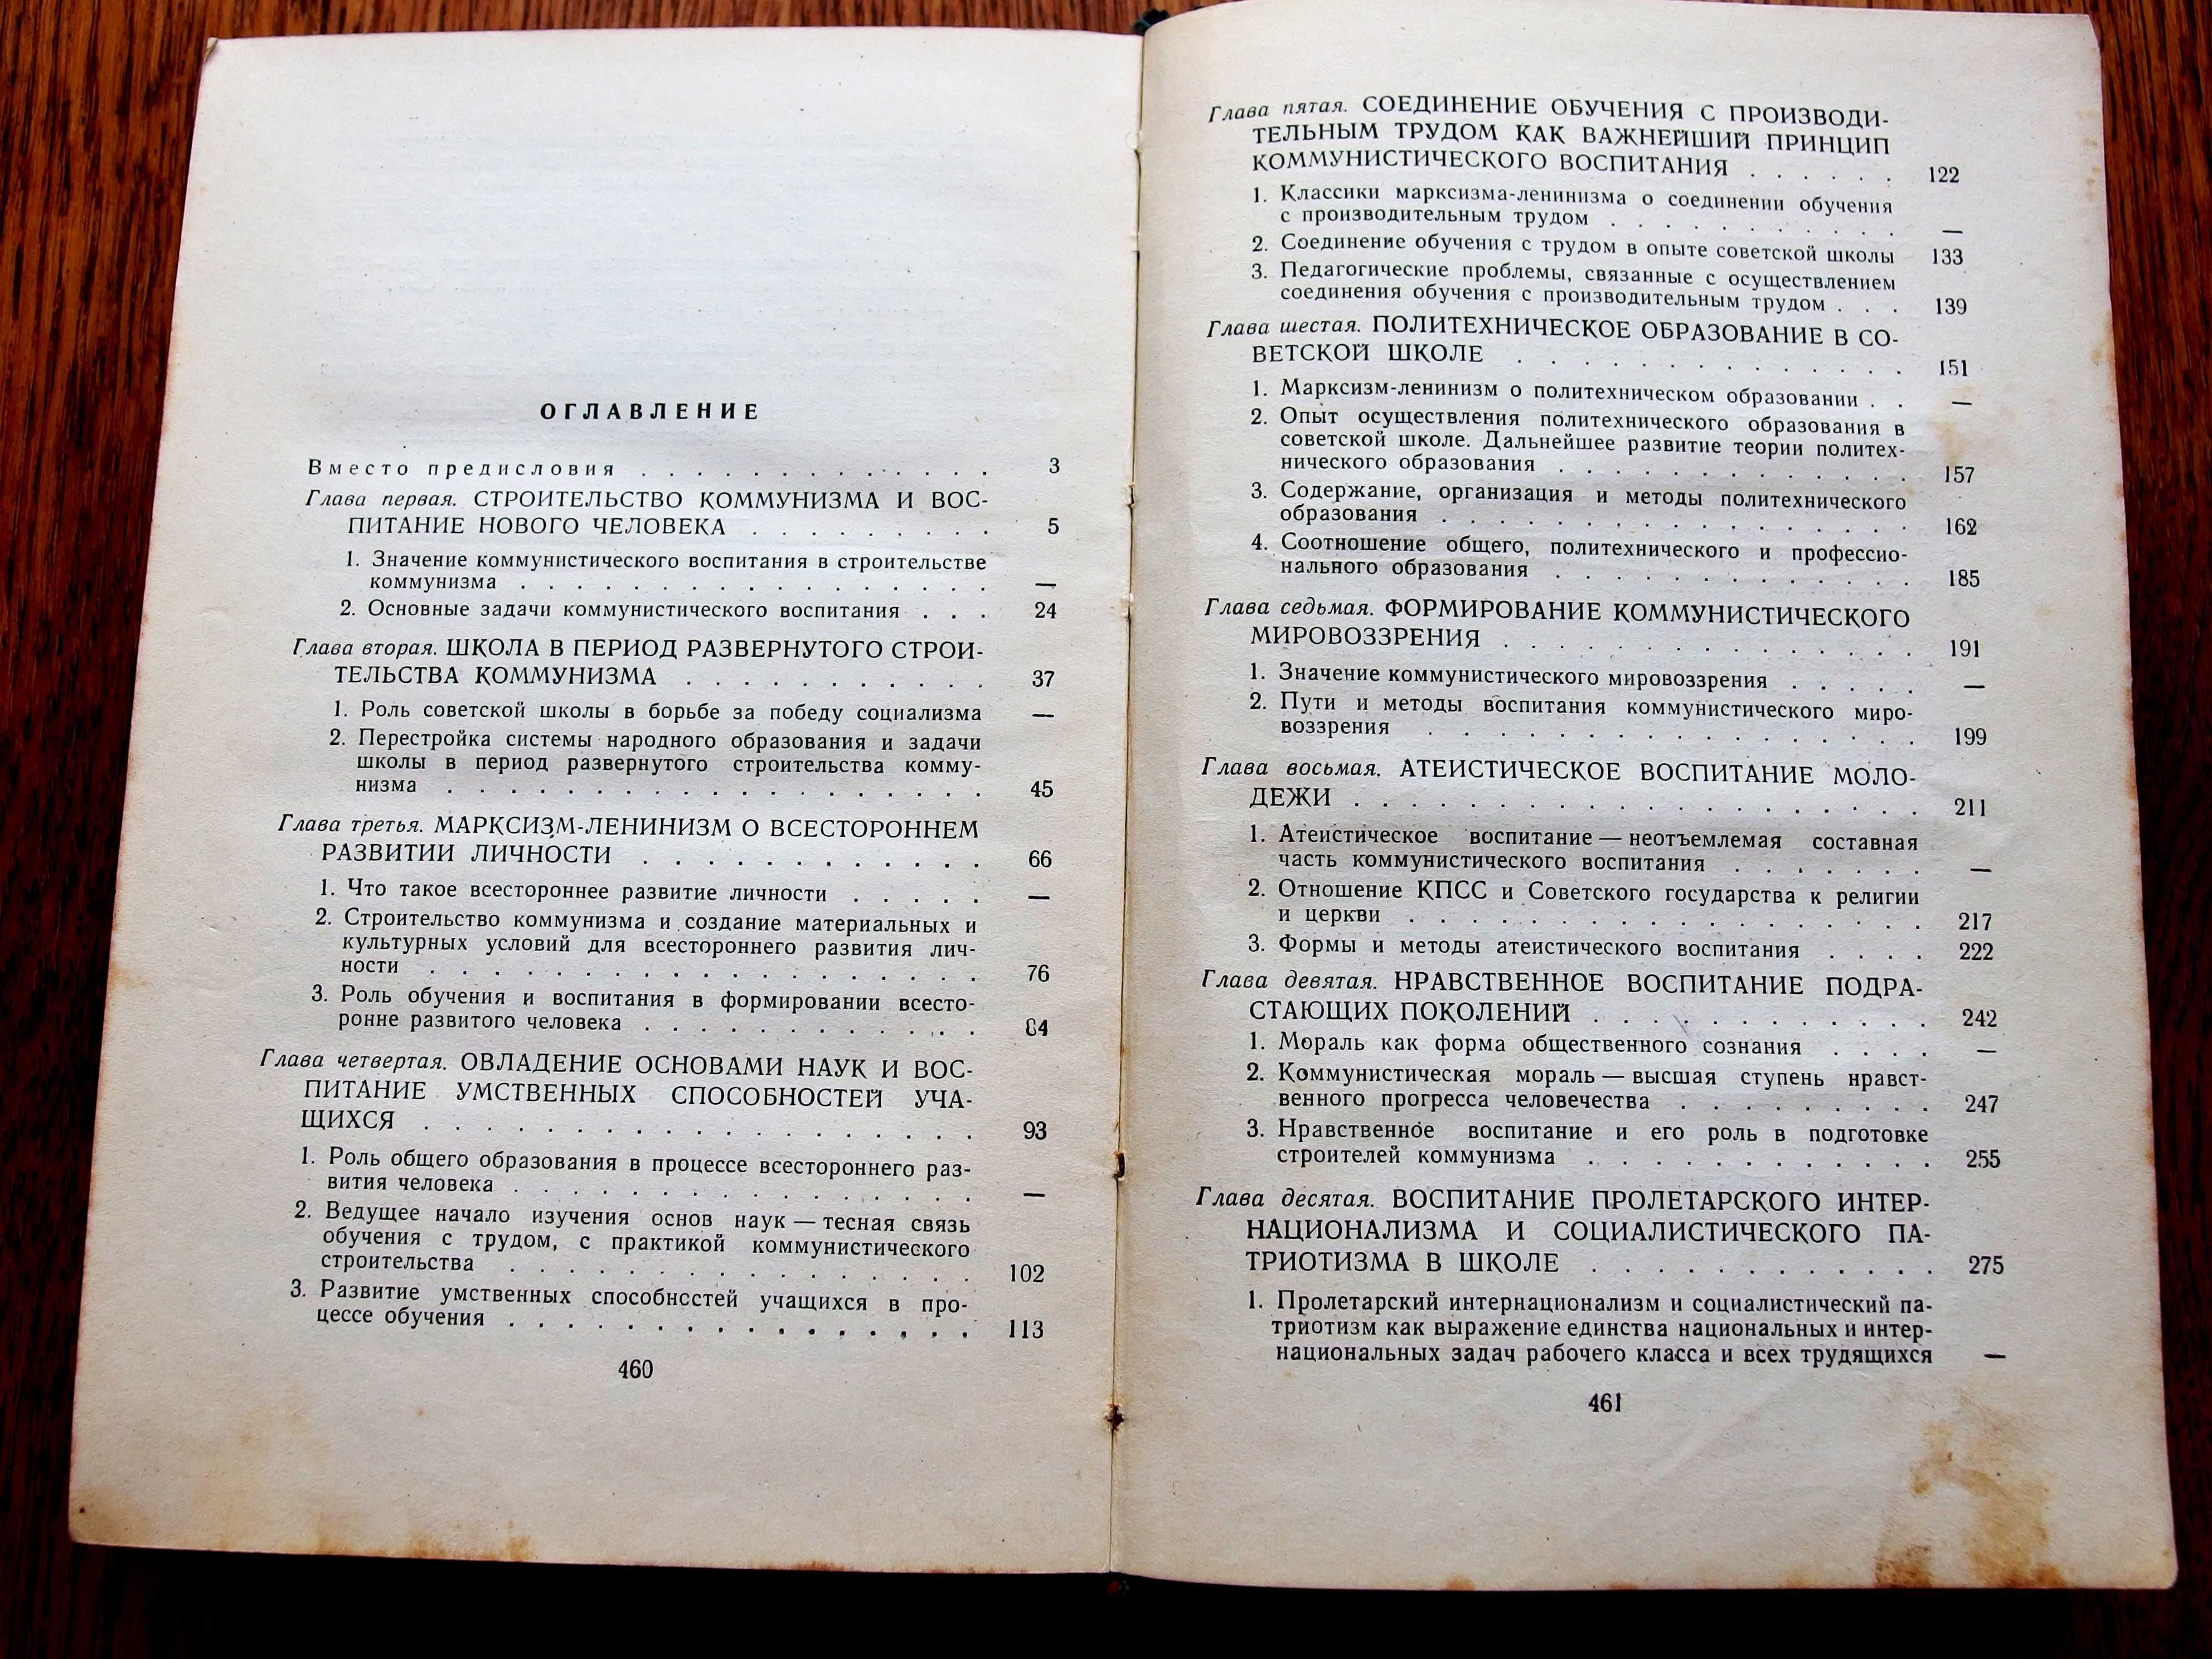 ОГЛАВЛЕНИЕ
Вместо предисловия . . . . . . . . . . . . . 3
Глава первая. СТРОИТЕЛЬСТВО КОММУНИЗМА И ВОС-
ПИТАНИЕ НОВОГО ЧЕЛОВЕКА . . . . . . . . . 5
1. Значение коммунистического воспитания в строительстве
коммунизма . . . . . . . . . . . . . . . . —
2. Основные задачи коммунистического воспитания . . . 24
Глава вторая. ШКОЛА В ПЕРИОД РАЗВЕРНУТОГО СТРОИ-
ТЕЛЬСТВА КОММУНИЗМА . . . . . . . . . . . 37
1. Роль советской школы в борьбе за победу социализма —
2. Перестройка системы народного образования и задачи
школы в период развернутого строительства комму-
низма . . . . . . . . . . . . . . . . . . 45
Глава третья. МАРКСИЗМ-ЛЕНИНИЗМ О ВСЕСТОРОННЕМ
РАЗВИТИИ ЛИЧНОСТИ . . . . . . . . . . . . 66
1. Что такое всестороннее развитие личности . . . . . —
2. Строительство коммунизма и создание материальных и
культурных условий для всестороннего развития лич-
ности . . . . . . . . . . . . . . . . . . 76
3. Роль обучения и воспитания в формировании всесто-
ронне развитого человека . . . . . . . . . . . . 84
Глава четвертая. ОВЛАДЕНИЕ ОСНОВАМИ НАУК И ВОС-
ПИТАНИЕ УМСТВЕННЫХ СПОСОБНОСТЕЙ УЧА-
ЩИХСЯ . . . . . . . . . . . . . . . . . . 93
1. Роль общего образования в процессе всестороннего раз-
вития человека . . . . . . . . . . . . . . . —
2. Ведущее начало изучения основ наук — тесная связь
обучения с трудом, с практикой коммунистического
строительства . . . . . . . . . . . . . . . . 102
3. Развитие умственных способностей учащихся в про-
цессе обучения . . . . . . . . . . . . . . . . 113
460
Глава пятая. СОЕДИНЕНИЕ ОБУЧЕНИЯ С ПРОИЗВОДИ-
ТЕЛЬНЫМ ТРУДОМ КАК ВАЖНЕЙШИЙ ПРИНЦИП
КОММУНИСТИЧЕСКОГО ВОСПИТАНИЯ . . . . . . 122
1. Классики марксизма-ленинизма о соединении обучения
с производительным трудом . . . . . . . . . . . —
2. Соединение обучения с трудом в опыте советской школы 133
3. Педагогические проблемы, связанные с осуществлением
соединения обучения с производительным трудом . . . 139
Глава шестая. ПОЛИТЕХНИЧЕСКОЕ ОБРАЗОВАНИЕ В СО-
ВЕТСКОЙ ШКОЛЕ . . . . . . . . . . . . . . 151
1. Марксизм-ленинизм о политехническом образовании . . —
2. Опыт осуществления политехнического образования в
советской школе. Дальнейшее развитие теории политех-
нического образования . . . . . . . . . . . . . 157
3. Содержание, организация и методы политехнического
образования . . . . . . . . . . . . . . . . . 162
4. Соотношение общего, политехнического и профессио-
нального образования . . . . . . . . . . . . . 185
Глава седьмая. ФОРМИРОВАНИЕ КОММУНИСТИЧЕСКОГО
МИРОВОЗЗРЕНИЯ . . . . . . . . . . . . . . . 191
1. Значение коммунистического мировоззрения . . . . . —
2. Пути и методы воспитания коммунистического миро-
воззрения . . . . . . . . . . . . . . . . . 199
Глава восьмая. АТЕИСТИЧЕСКОЕ ВОСПИТАНИЕ МОЛО-
ДЕЖИ . . . . . . . . . . . . . . . . . . . . 211
1. Атеистическое воспитание — неотъемлемая составная
часть коммунистического воспитания . . . . . . . —
2. Отношение КПСС и Советского государства к религии
и церкви . . . . . . . . . . . . . . . . . . 217
3. Формы и методы атеистического воспитания . . . . 222
Глава девятая. НРАВСТВЕННОЕ ВОСПИТАНИЕ ПОДРА-
СТАЮЩИХ ПОКОЛЕНИЙ . . . . . . . . . . . . 242
1. Мораль как форма общественного сознания . . . . —
2. Коммунистическая мораль — высшая ступень нравст-
венного прогресса человечества . . . . . . . . . 247
3. Нравственное воспитание и его роль в подготовке
строителей коммунизма . . . . . . . . . . . . 255
Глава десятая. ВОСПИТАНИЕ ПРОЛЕТАРСКОГО ИНТЕР-
НАЦИОНАЛИЗМА И СОЦИАЛИСТИЧЕСКОГО ПА-
ТРИОТИЗМА В ШКОЛЕ . . . . . . . . . . . . 275
1. Пролетарский интернационализм и социалистический па-
триотизм как выражение единства национальных и интер-
национальных задач рабочего класса и всех трудящихся —
461